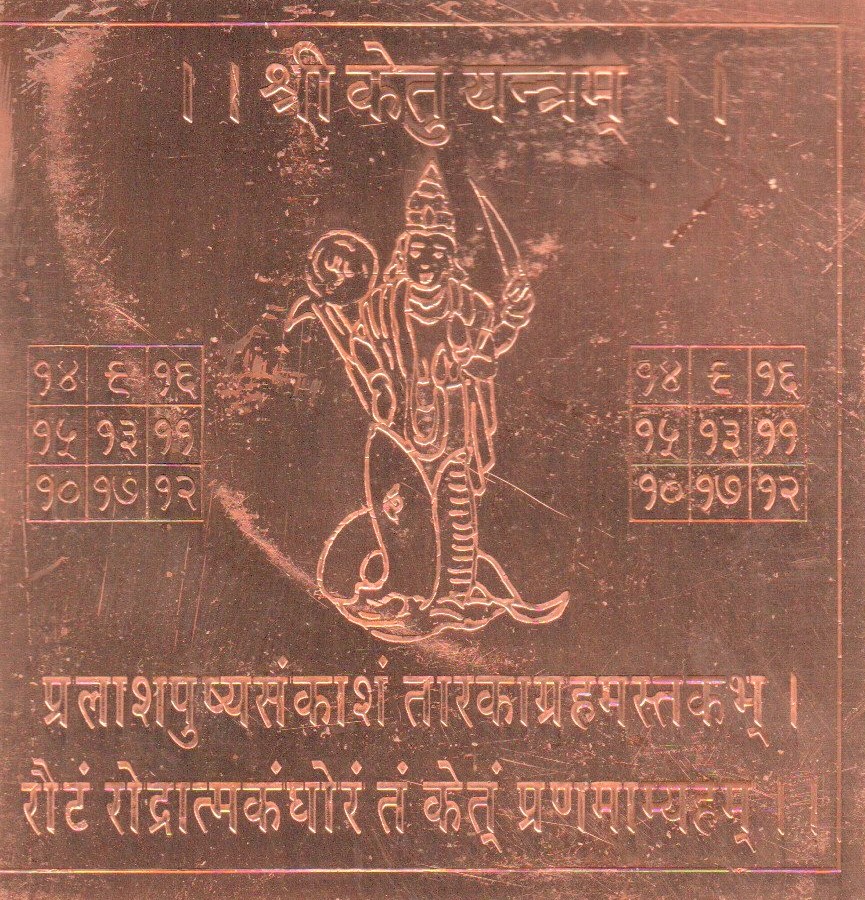 ।। श्री केतु यन्त्रम् ।।
१४ ९ १६
१५ १३ ११
१० १७ १२
१४ ९ १६
१५ १३ ११
१० १७ १२
प्रलाशपुष्यसंकाशं तारकाग्रहमस्तकभ् ।
रौटं रोद्रात्मकंघोरं तं केतुं प्रणमाम्यहम् ।।